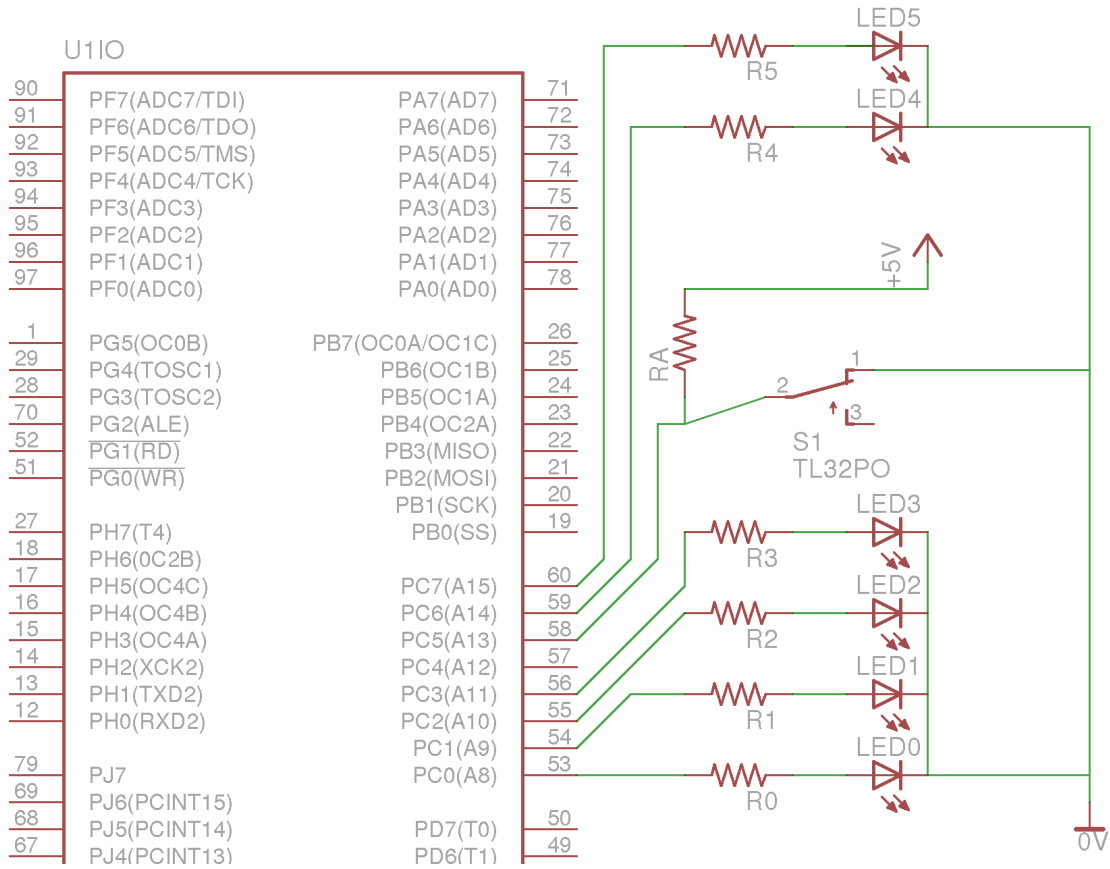 U1IO
90 PF7(ADC7/TDI)
91 PF6(ADC6/TDO)
92 PF5(ADC5/TMS)
93 PF4(ADC4/TCK)
94 PF3(ADC3)
95 PF2(ADC2)
96 PF1(ADC1)
97 PF0(ADC0)
1 PG5(OC0B)
29 PG4(TOSC1)
28 PG3(TOSC2)
70 PG2(ALE)
52 PG1(RD)
51 PG0(WR)
27 PH7(T4)
18 PH6(0C2B)
17 PH5(OC4C)
16 PH4(OC4B)
15 PH3(OC4A)
14 PH2(XCK2)
13 PH1(TXD2)
12 PH0(RXD2)
79 PJ7
69 PJ6(PCINT15)
68 PJ5(PCINT14)
67 PJ4(PCINT13)
PA7(AD7) 71
PA6(AD6) 72
PA5(AD5) 73
PA4(AD4) 74
PA3(AD3) 75
PA2(AD2) 76
PA1(AD1) 77
PA0(AD0) 78
PB7(OC0A/OC1C) 26
PB6(OC1B) 25
PB5(OC1A) 24
PB4(OC2A) 23
PB3(MISO) 22
PB2(MOSI) 21
PB1(SCK) 20
PB0(SS) 19
PC7(A15) 60
PC6(A14) 59
PC5(A13) 58
PC4(A12) 57
PC3(A11) 56
PC2(A10) 55
PC1(A9) 54
PC0(A8) 53
PD7(T0) 50
PD6(T1) 49
LED5
R5
LED4
R4
+5V
RA
1
2
3
S1
TL32PO
LED3
R3
LED2
R2
LED1
R1
LED0
R0
0V